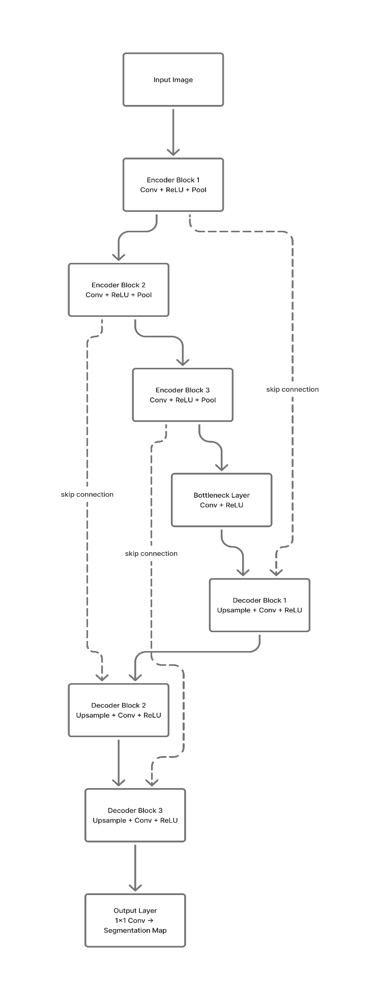 Input Image
Encoder Block 1
Conv + ReLU + Pool
Encoder Block 2
Conv + ReLU + Pool
Encoder Block 3
Conv + ReLU + Pool
skip connection
Bottleneck Layer
Conv + ReLU
skip connection
skip connection
Decoder Block 1
Upsample + Conv + ReLU
Decoder Block 2
Upsample + Conv + ReLU
Decoder Block 3
Upsample + Conv + ReLU
Output Layer
1×1 Conv →
Segmentation Map